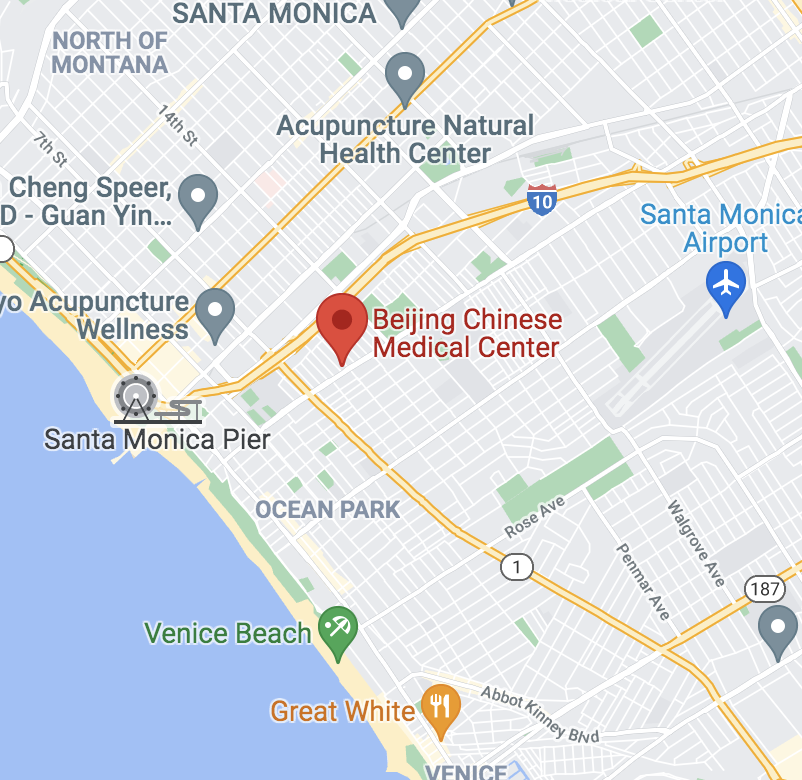 SANTA MONICA
NORTH OF
MONTANA
14th St
7th St
Acupuncture Natural
Health Center
Cheng Speer,
D - Guan Yin...
10
Santa Monica
Airport
yo Acupuncture
Wellness
Beijing Chinese
Medical Center
Santa Monica Pier
OCEAN PARK
Rose Ave
Walgrove Ave
1
Penmar Ave
187
Venice Beach
Great White
Abbot Kinney Blvd
VENICE